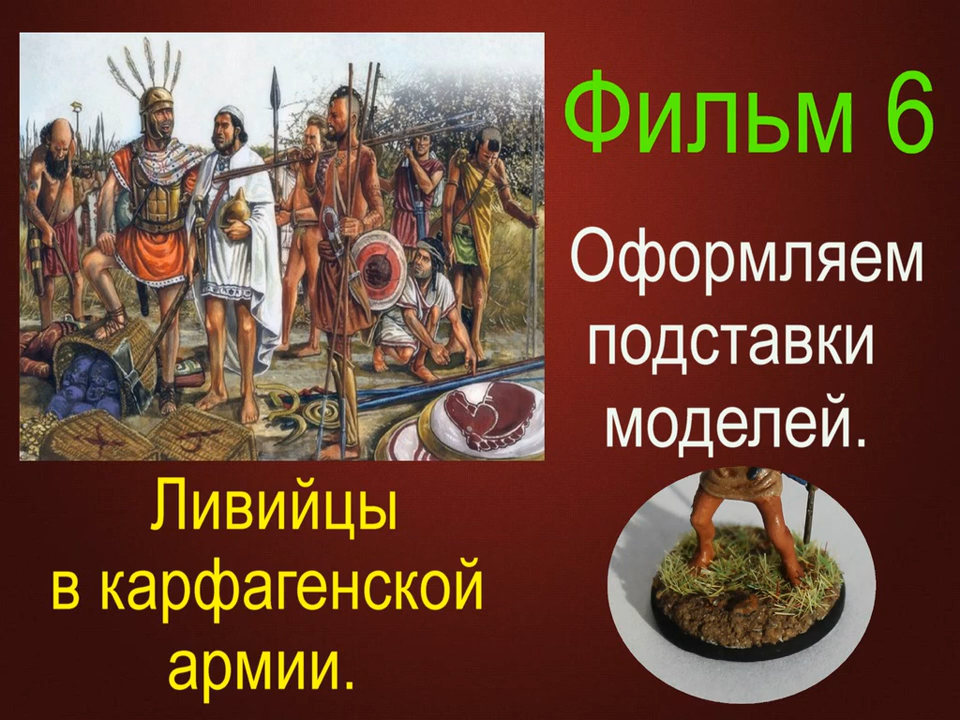 Фильм 6
Оформляем
подставки
моделей.
Ливийцы
в карфагенской
армии.